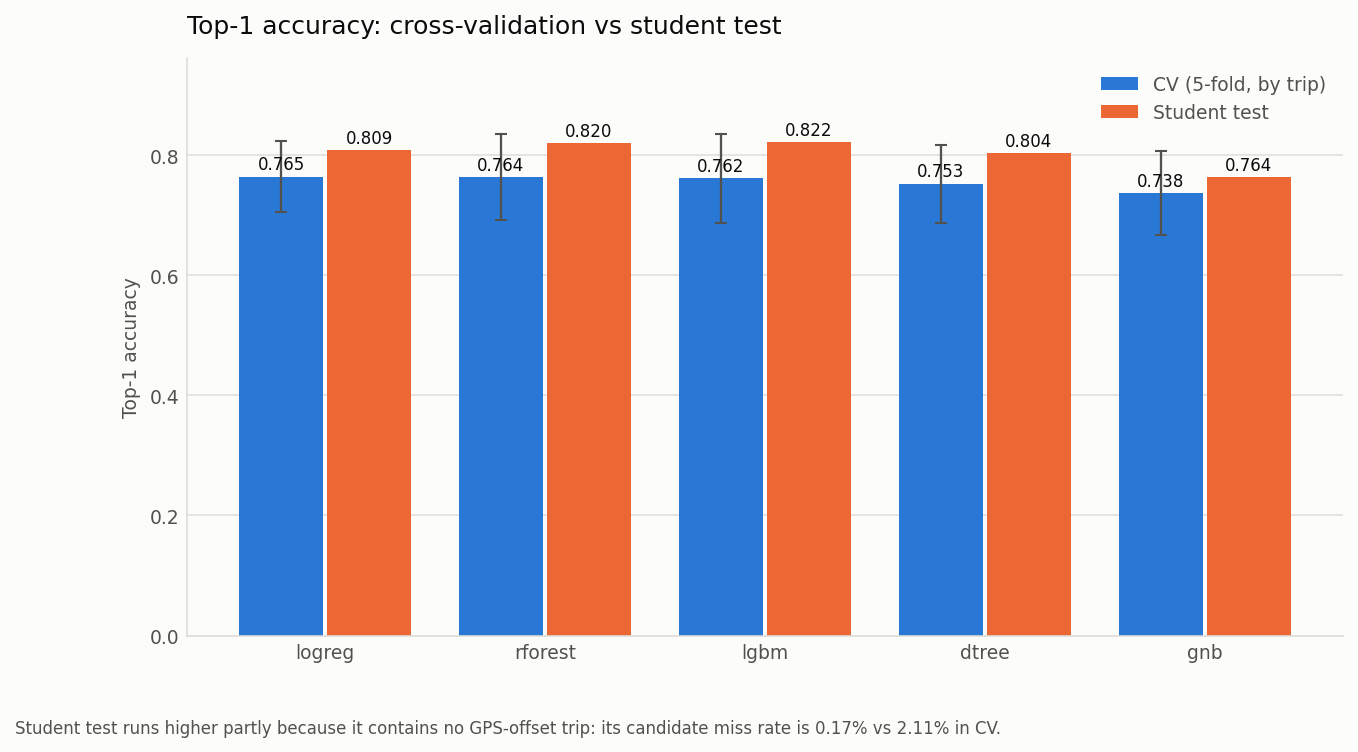 Top-1 accuracy: cross-validation vs student test
CV (5-fold, by trip)
Student test
Top-1 accuracy
0.8
0.6
0.4
0.2
0.0
0.765
0.809
0.764
0.820
0.762
0.822
0.753
0.804
0.738
0.764
logreg
rforest
lgbm
dtree
gnb
Student test runs higher partly because it contains no GPS-offset trip: its candidate miss rate is 0.17% vs 2.11% in CV.